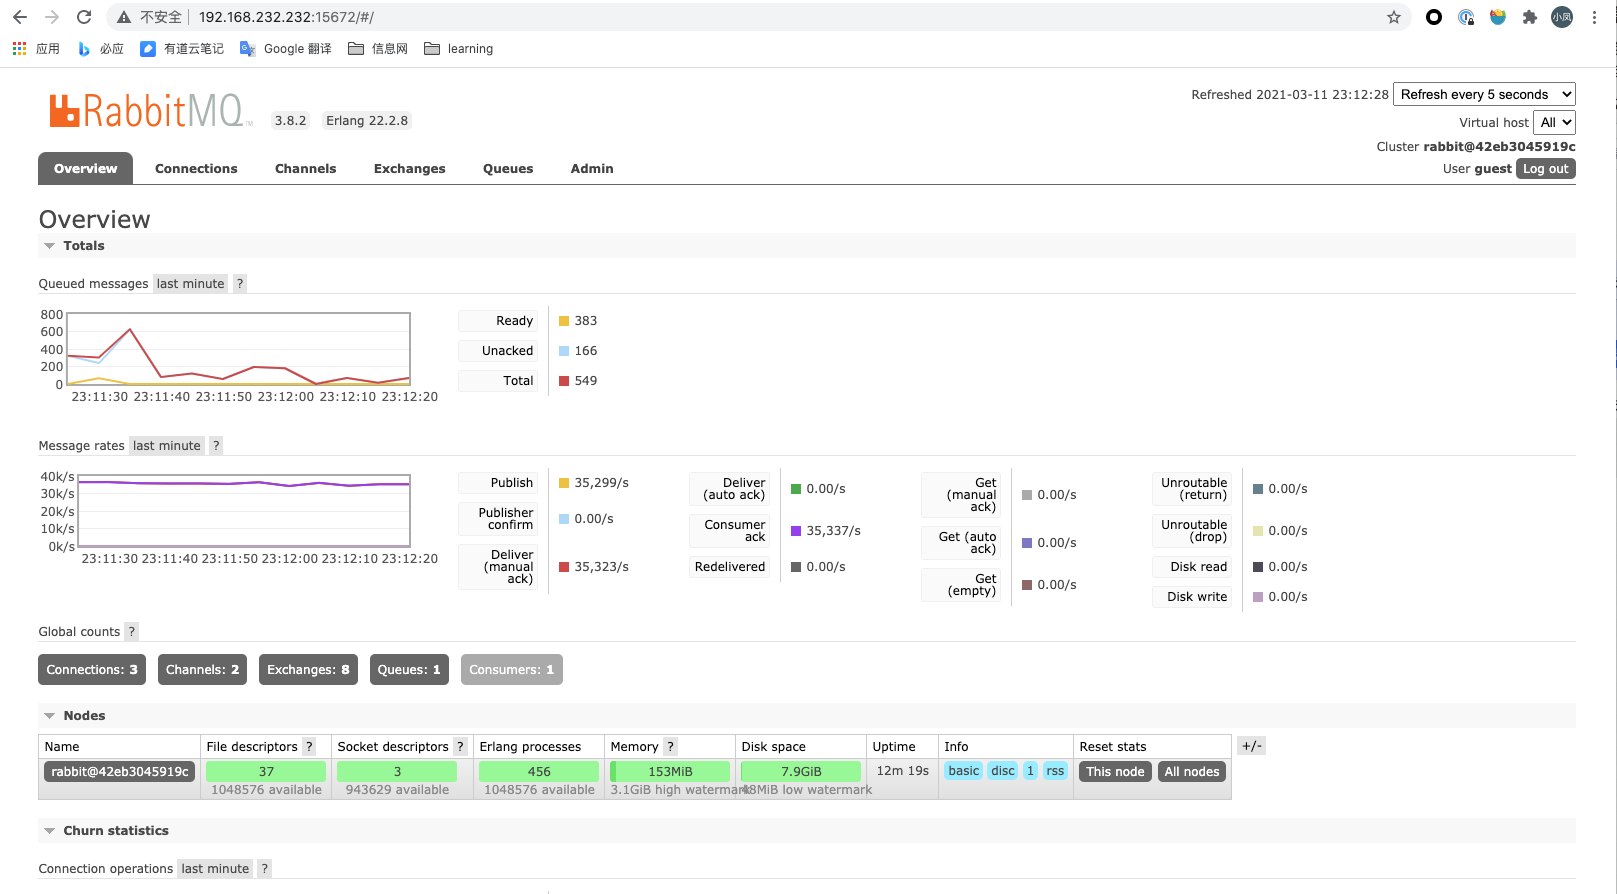 不安全 192.168.232.232:15672/#/ 小凤
应用 必应 有道云笔记 Google 翻译 信息网 learning
RabbitMQ TM 3.8.2 Erlang 22.2.8
Refreshed 2021-03-11 23:12:28 Refresh every 5 seconds
Virtual host All
Cluster rabbit@42eb3045919c
User guest Log out
Overview Connections Channels Exchanges Queues Admin
Overview
Totals
Queued messages last minute ?
800
600
400
200
0
23:11:30 23:11:40 23:11:50 23:12:00 23:12:10 23:12:20
Ready 383
Unacked 166
Total 549
Message rates last minute ?
40k/s
30k/s
20k/s
10k/s
0k/s
23:11:30 23:11:40 23:11:50 23:12:00 23:12:10 23:12:20
Publish 35,299/s
Publisher
confirm 0.00/s
Deliver
(manual
ack) 35,323/s
Deliver
(auto ack) 0.00/s
Consumer
ack 35,337/s
Redelivered 0.00/s
Get
(manual
ack) 0.00/s
Get (auto
ack) 0.00/s
Get
(empty) 0.00/s
Unroutable
(return) 0.00/s
Unroutable
(drop) 0.00/s
Disk read 0.00/s
Disk write 0.00/s
Global counts ?
Connections: 3 Channels: 2 Exchanges: 8 Queues: 1 Consumers: 1
Nodes
Name File descriptors ? Socket descriptors ? Erlang processes Memory ? Disk space Uptime Info Reset stats +/-
rabbit@42eb3045919c 37 3 456 153MiB 7.9GiB 12m 19s basic disc 1 rss This node All nodes
1048576 available 943629 available 1048576 available 3.1GiB high watermark 48MiB low watermark
Churn statistics
Connection operations last minute ?